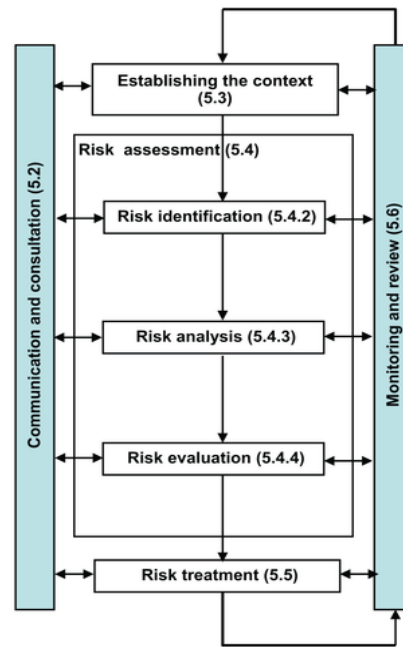 Establishing the context
(5.3)
Risk assessment (5.4)
Risk identification (5.4.2)
Risk analysis (5.4.3)
Risk evaluation (5.4.4)
Risk treatment (5.5)
Communication and consultation (5.2)
Monitoring and review (5.6)